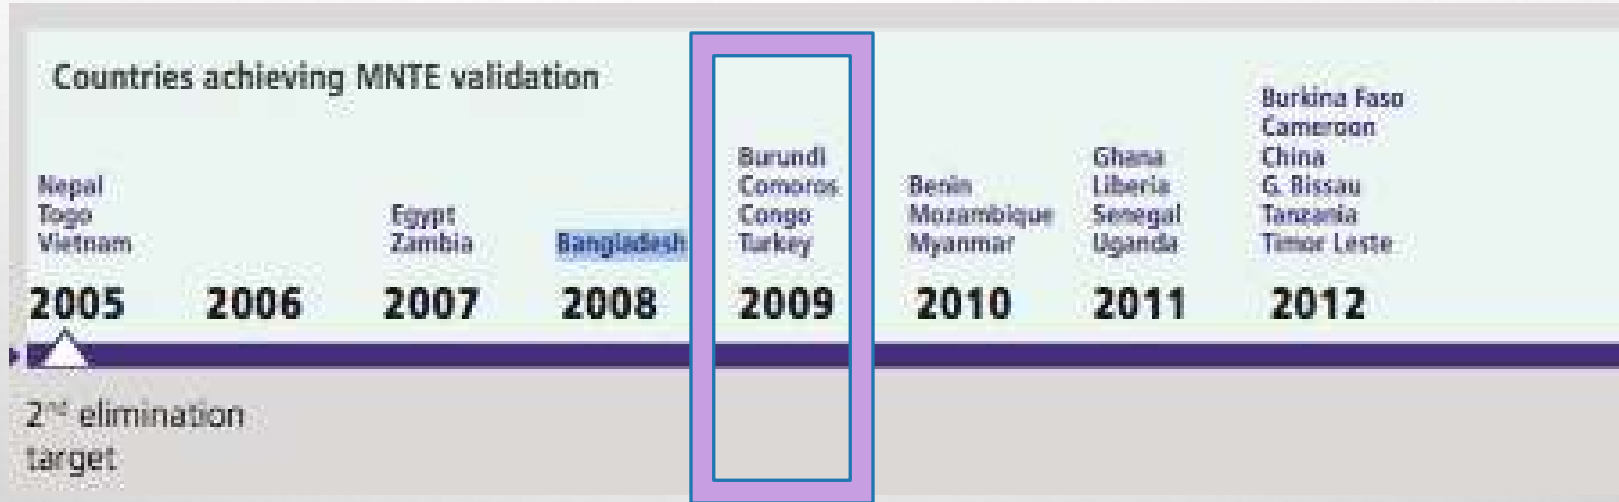 Countries achieving MNTE validation
Nepal
Togo
Vietnam
2005
2006
Egypt
Zambia
2007
Bangladesh
2008
Burundi
Comoros
Congo
Turkey
2009
Benin
Mozambique
Myanmar
2010
Ghana
Liberia
Senegal
Uganda
2011
Burkina Faso
Cameroon
China
G. Bissau
Tanzania
Timor Leste
2012
2nd elimination
target